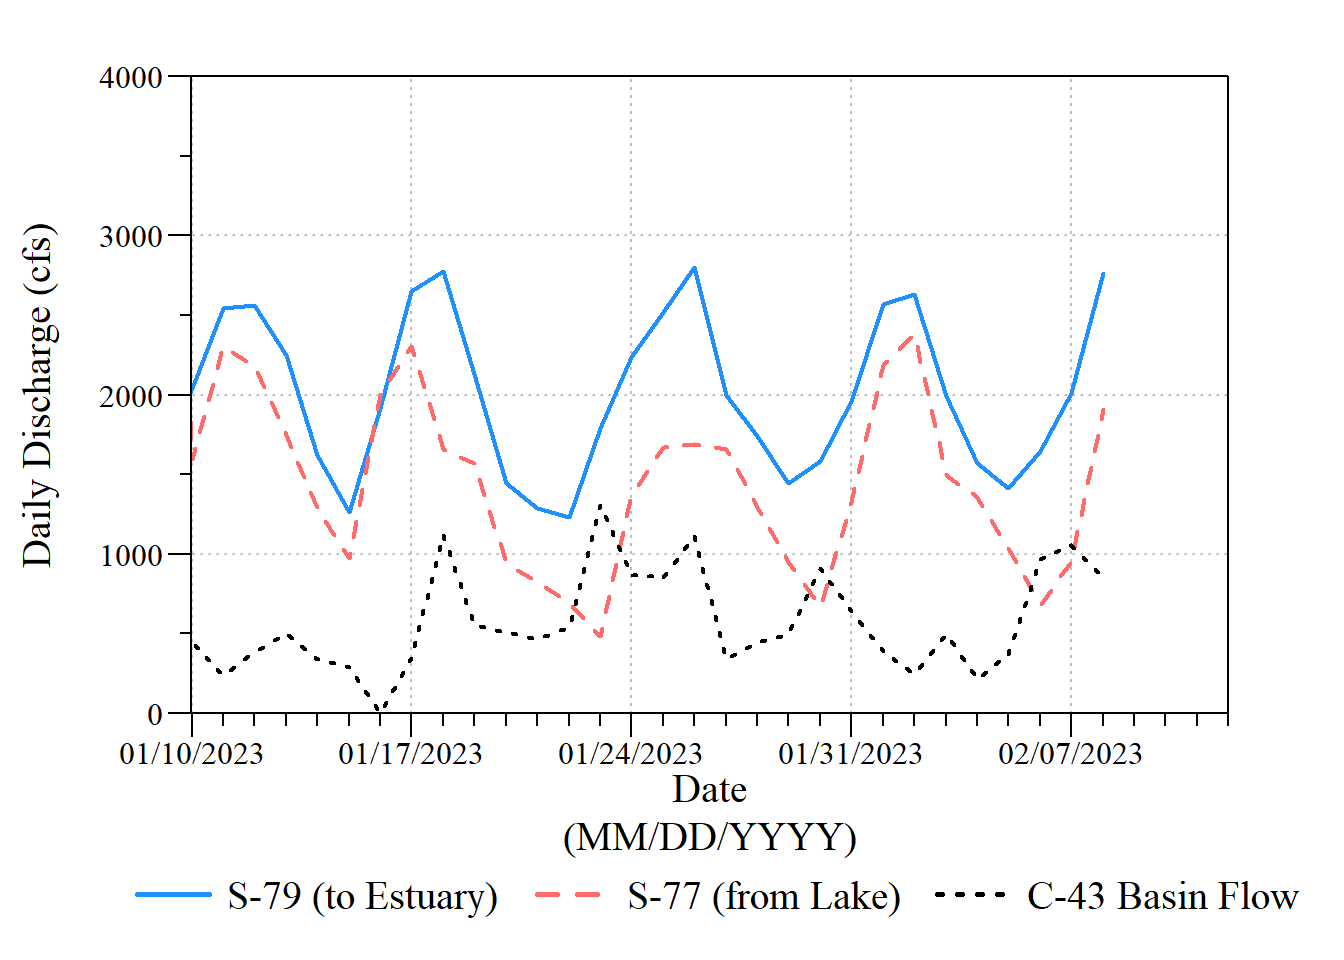 4000
3000
2000
1000
0
Daily Discharge (cfs)
01/10/2023 01/17/2023 01/24/2023 01/31/2023 02/07/2023
Date
(MM/DD/YYYY)
S-79 (to Estuary) S-77 (from Lake) C-43 Basin Flow